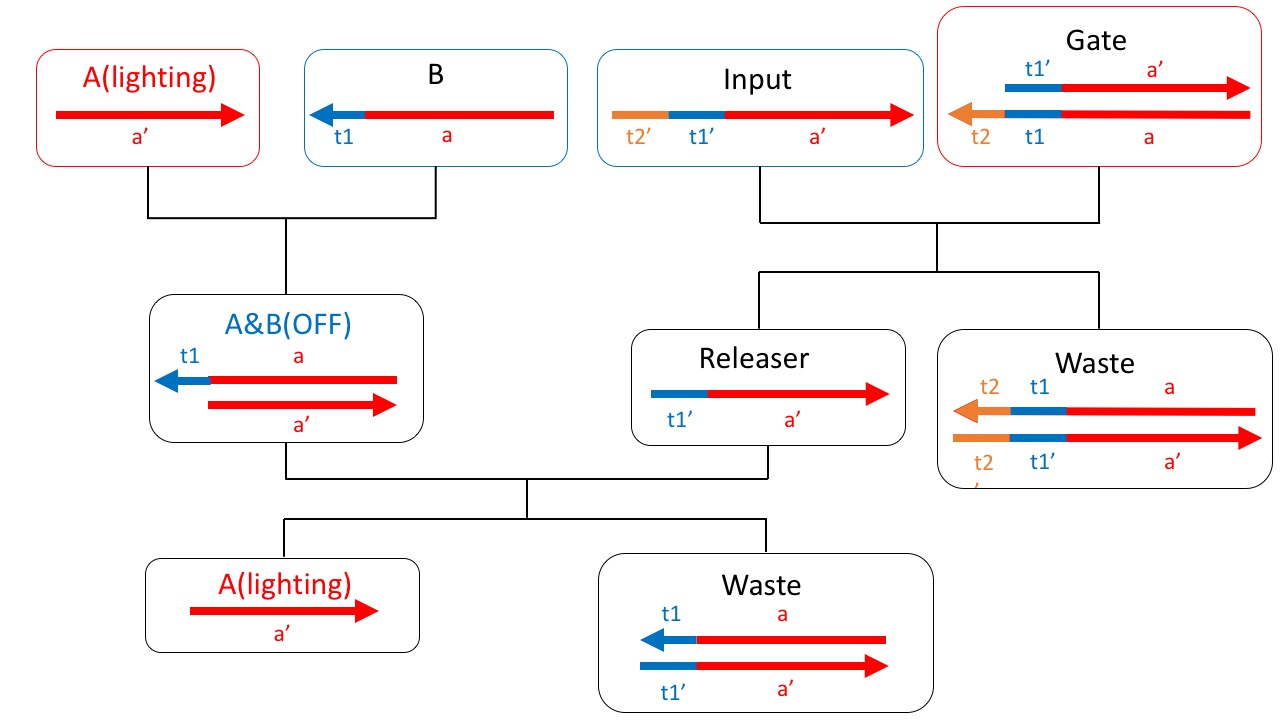 A(lighting)
a’
B
t1 a
Input
t2’ t1’ a’
Gate
t1’ a’
t2 t1 a
A&B(OFF)
t1 a
a’
Releaser
t1’ a’
Waste
t2 t1 a
t2 t1’ a’
’
A(lighting)
a’
Waste
t1 a
t1’ a’